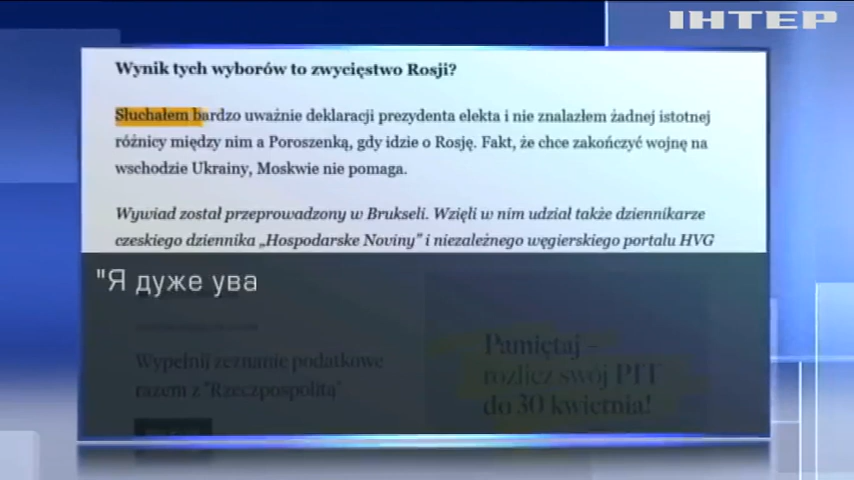 ІНТЕР
Wynik tych wyborów to zwycięstwo Rosji?
Słuchałem bardzo uważnie deklaracji prezydenta elekta i nie znalazłem żadnej istotnej
różnicy między nim a Poroszenką, gdy idzie o Rosję. Fakt, że chce zakończyć wojnę na
wschodzie Ukrainy, Moskwie nie pomaga.
Wywiad został przeprowadzony w Brukseli. Wzięli w nim udział także dziennikarze
czeskiego dziennika „Hospodarske Noviny" i niezależnego węgierskiego portalu HVG
"Я дуже ува
Wypełnij zeznanie podatkowe
razem z "Rzeczpospolitą"
Pamiętaj –
rozlicz swój PIT
do 30 kwietnia!